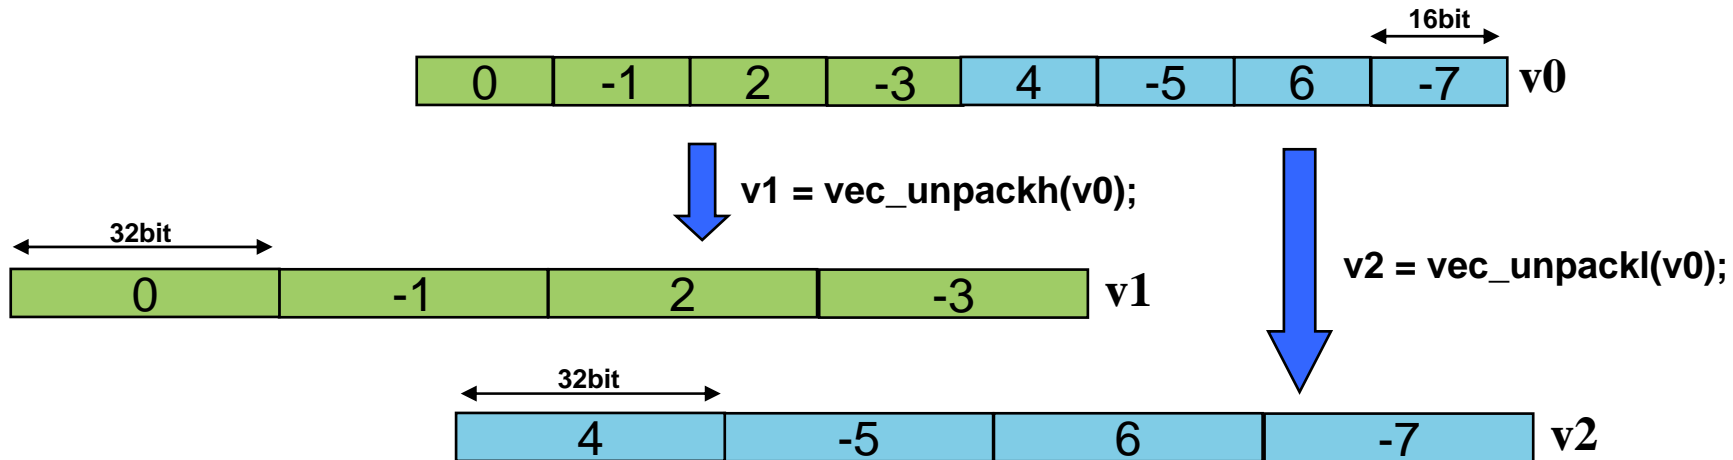 16bit
0 -1 2 -3 4 -5 6 -7 v0
v1 = vec_unpackh(v0);
32bit
v2 = vec_unpackl(v0);
0 -1 2 -3 v1
32bit
4 -5 6 -7 v2